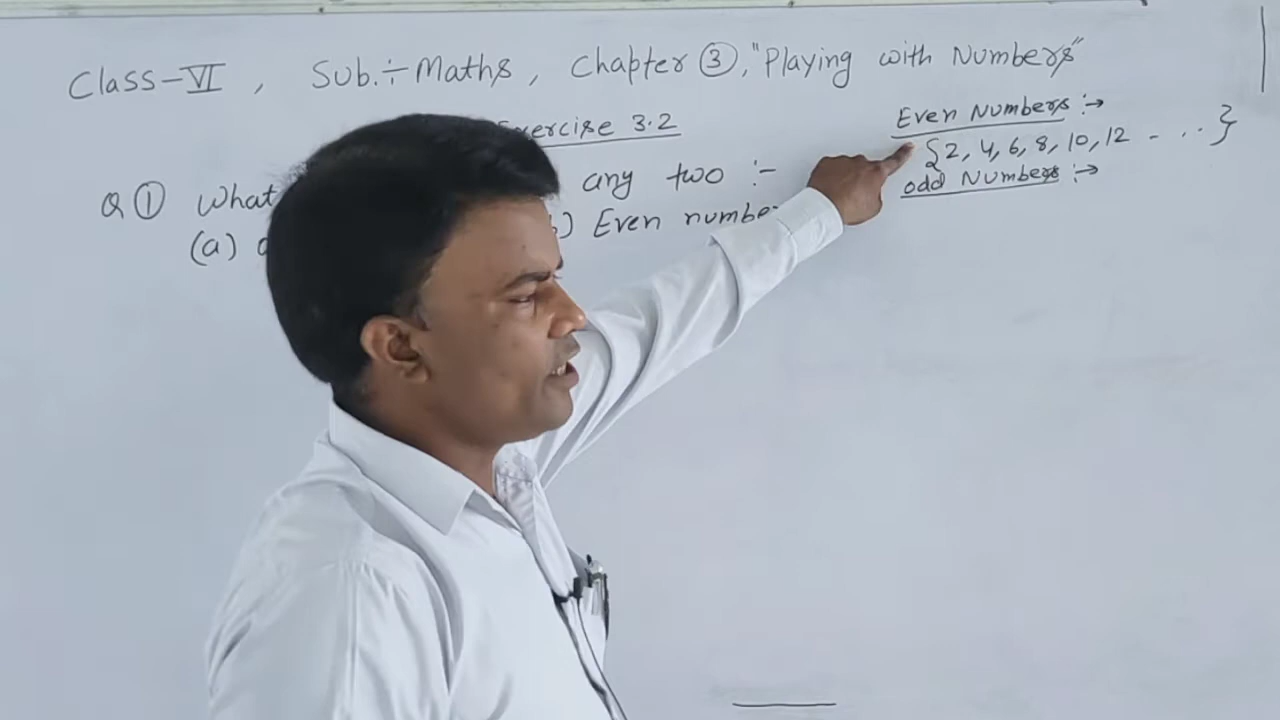 Class-VI, Sub.÷Maths, Chapter ③, "Playing with Numbers"
Exercise 3.2
Q ① What any two :-
(a) Even number
Even Numbers :→
{2, 4, 6, 8, 10, 12 - ... }
odd Numbers :→